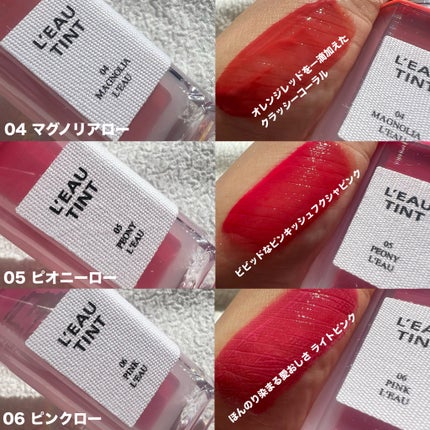 L'EAU
TINT
04
MAGNOLIA
L'EAU
04 マグノリアロー
オレンジレッドを一滴加えた
クラッシーコーラル
L'EAU
TINT
04
MAGNOLIA
L'EAU
L'EAU
TINT
05
PEONY
L'EAU
05 ピオニーロー
ビビッドなピンキッシュフクシャピンク
L'EAU
TINT
05
PEONY
L'EAU
L'EAU
TINT
06
PINK
L'EAU
06 ピンクロー
ほんのり染まる愛おしさ ライトピンク
L'EAU
TINT
06
PINK
L'EAU